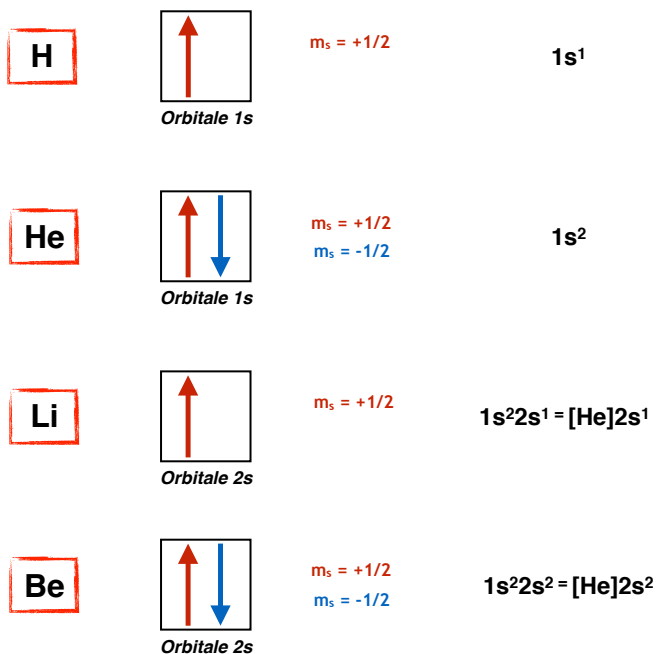 H
mₛ = +1/2
1s¹
Orbitale 1s
He
mₛ = +1/2
mₛ = -1/2
1s²
Orbitale 1s
Li
mₛ = +1/2
1s²2s¹ = [He]2s¹
Orbitale 2s
Be
mₛ = +1/2
mₛ = -1/2
1s²2s² = [He]2s²
Orbitale 2s